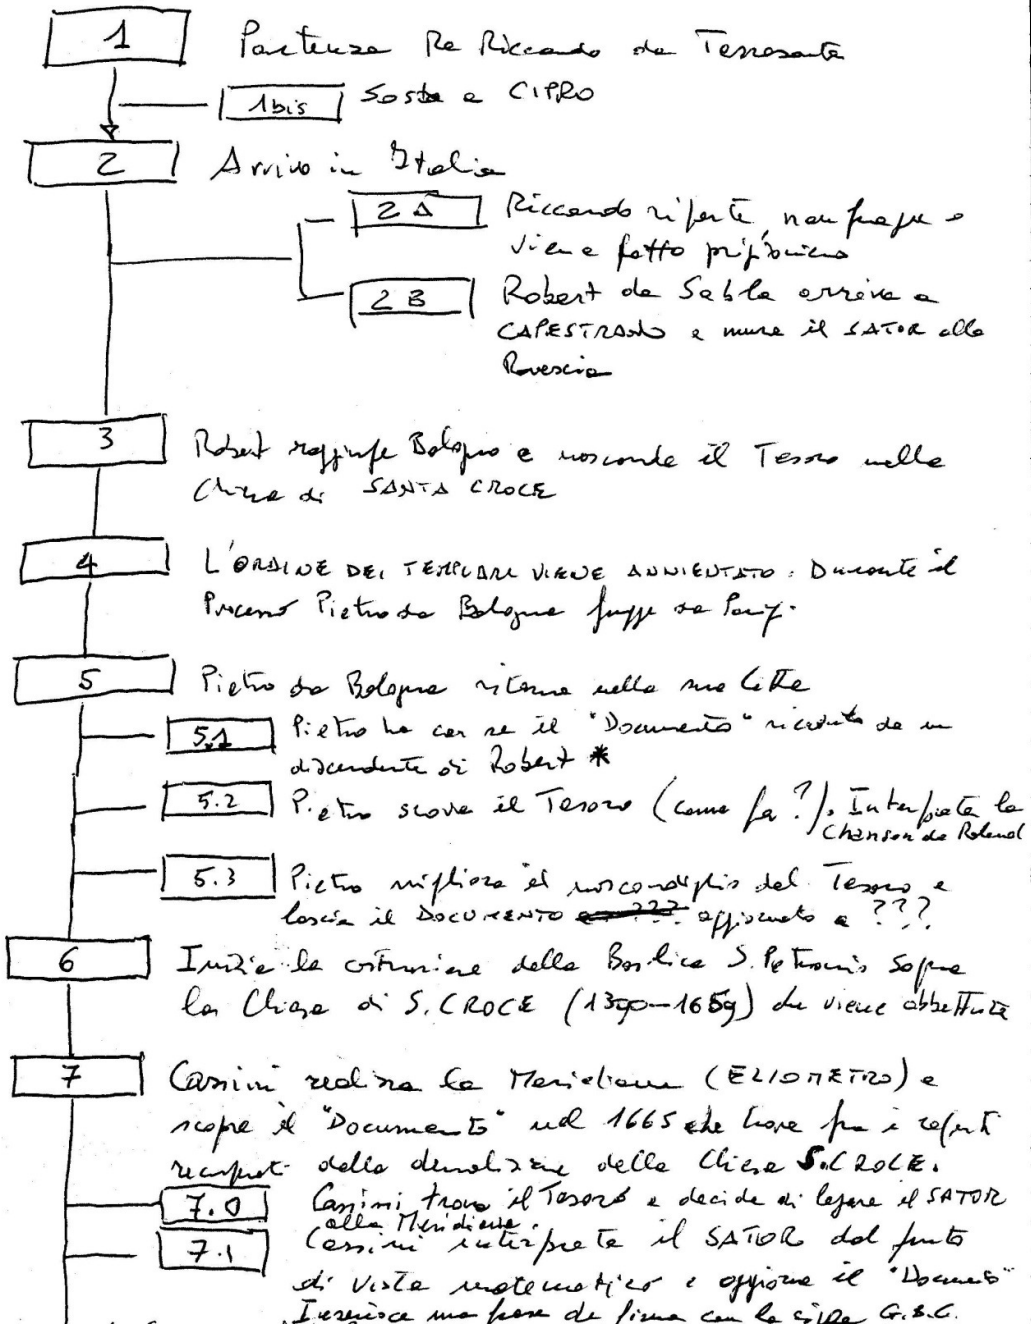 1 Partenza Re Riccardo da Terrasanta
1bis Sosta a CIPRO
2 Arrivo in Italia
2A Riccardo riparte, naufraga e
viene fatto prigioniero
2B Robert de Sable arriva a
CAPESTRANO e mura il SATOR alla
Rovescia
3 Robert raggiunge Bologna e nasconde il Tesoro nella
Chiesa di SANTA CROCE
4 L'ORDINE DEI TEMPLARI VIENE ANNIENTATO. Durante il
Processo Pietro da Bologna fugge da Parigi.
5 Pietro da Bologna ritorna nella sua Città
5.1 Pietro ha con se il "Documento" ricevuto da un
discendente di Robert *
5.2 Pietro scova il Tesoro (come fa?). Interpreta la
Chanson de Roland
5.3 Pietro migliora il nascondiglio del Tesoro e
lascia il DOCUMENTO aggiornato a ???
6 Inizia la costruzione della Basilica S. Petronio sopra
la Chiesa di S. CROCE (1390-1659) che viene abbattuta
7 Cassini realizza la Meridiana (ELIOMETRO) e
scopre il "Documento" nel 1665 che trova fra i reperti
recuperati dalla demolizione della Chiesa S. CROCE.
7.0 Cassini trova il Tesoro e decide di legare il SATOR
alla Meridiana.
7.1 Cassini interpreta il SATOR dal punto
di vista matematico e aggiorna il "Documento"
Inserisce una frase da firma con la sigla G.B.C.